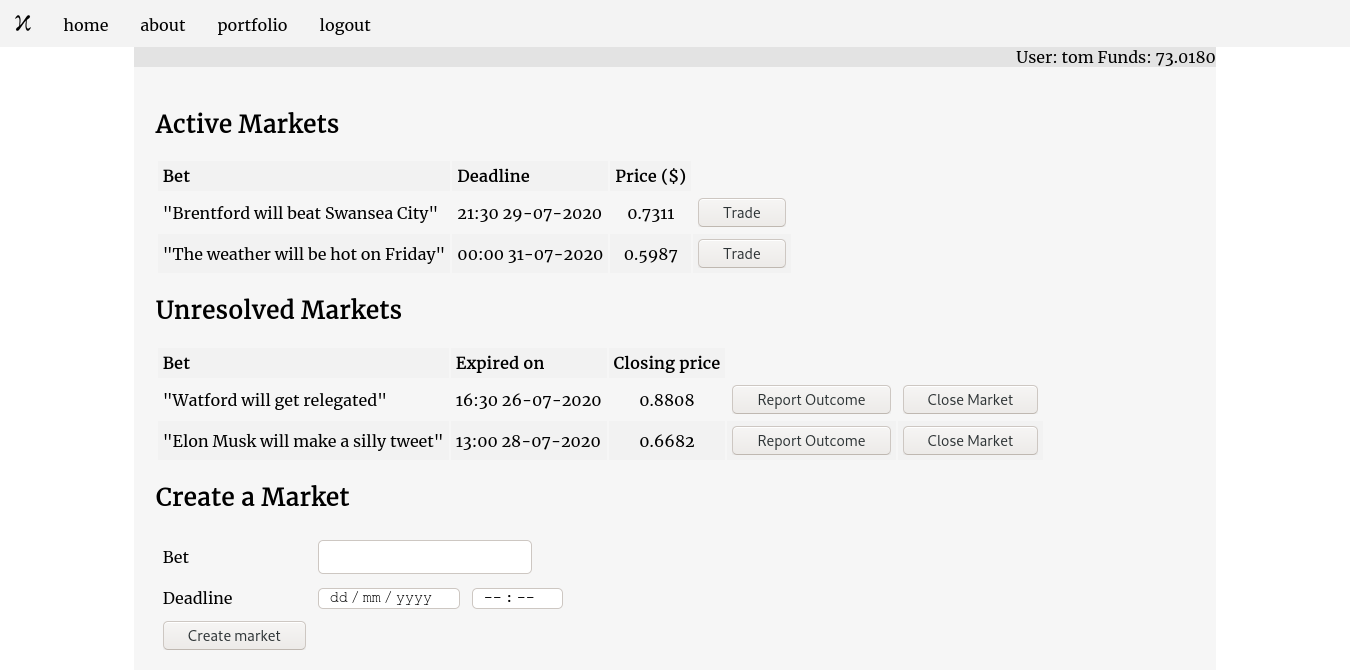 home about portfolio logout
User: tom Funds: 73.0180
Active Markets
Bet Deadline Price ($)
"Brentford will beat Swansea City" 21:30 29-07-2020 0.7311 Trade
"The weather will be hot on Friday" 00:00 31-07-2020 0.5987 Trade
Unresolved Markets
Bet Expired on Closing price
"Watford will get relegated" 16:30 26-07-2020 0.8808 Report Outcome Close Market
"Elon Musk will make a silly tweet" 13:00 28-07-2020 0.6682 Report Outcome Close Market
Create a Market
Bet
Deadline dd / mm / yyyy -- : --
Create market